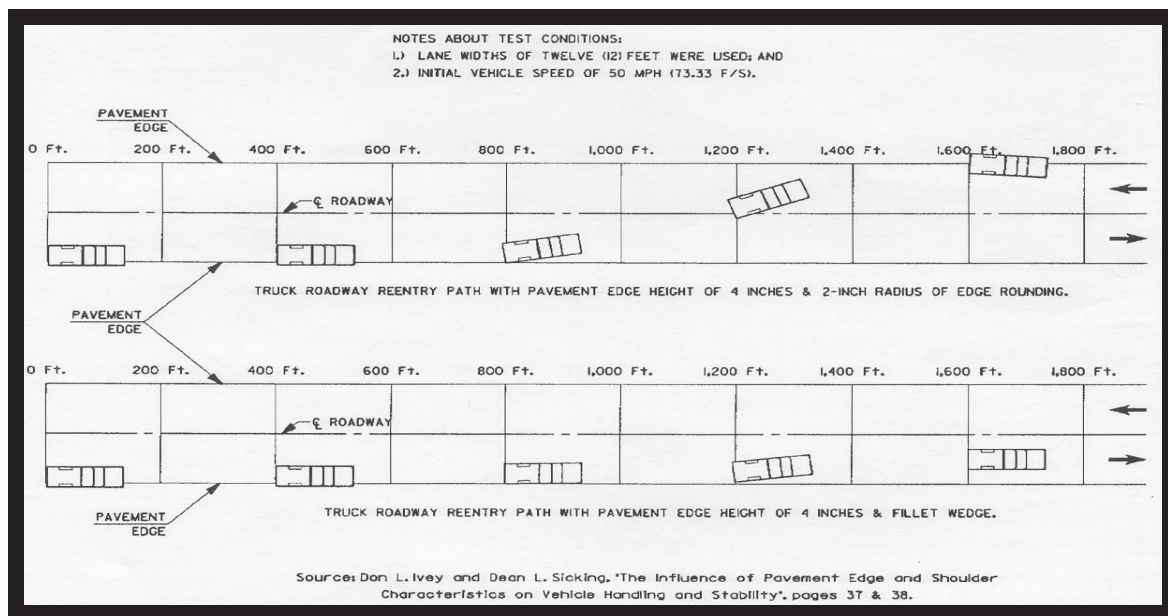 NOTES ABOUT TEST CONDITIONS:
1.) LANE WIDTHS OF TWELVE (12) FEET WERE USED; AND
2.) INITIAL VEHICLE SPEED OF 50 MPH (73.33 F/S).
PAVEMENT
EDGE
0 Ft. 200 Ft. 400 Ft. 600 Ft. 800 Ft. 1,000 Ft. 1,200 Ft. 1,400 Ft. 1,600 Ft. 1,800 Ft.
℄ ROADWAY
TRUCK ROADWAY REENTRY PATH WITH PAVEMENT EDGE HEIGHT OF 4 INCHES & 2-INCH RADIUS OF EDGE ROUNDING.
PAVEMENT
EDGE
0 Ft. 200 Ft. 400 Ft. 600 Ft. 800 Ft. 1,000 Ft. 1,200 Ft. 1,400 Ft. 1,600 Ft. 1,800 Ft.
℄ ROADWAY
TRUCK ROADWAY REENTRY PATH WITH PAVEMENT EDGE HEIGHT OF 4 INCHES & FILLET WEDGE.
PAVEMENT
EDGE
Source: Don L. Ivey and Dean L. Sicking, "The Influence of Pavement Edge and Shoulder
Characteristics on Vehicle Handling and Stability", pages 37 & 38.